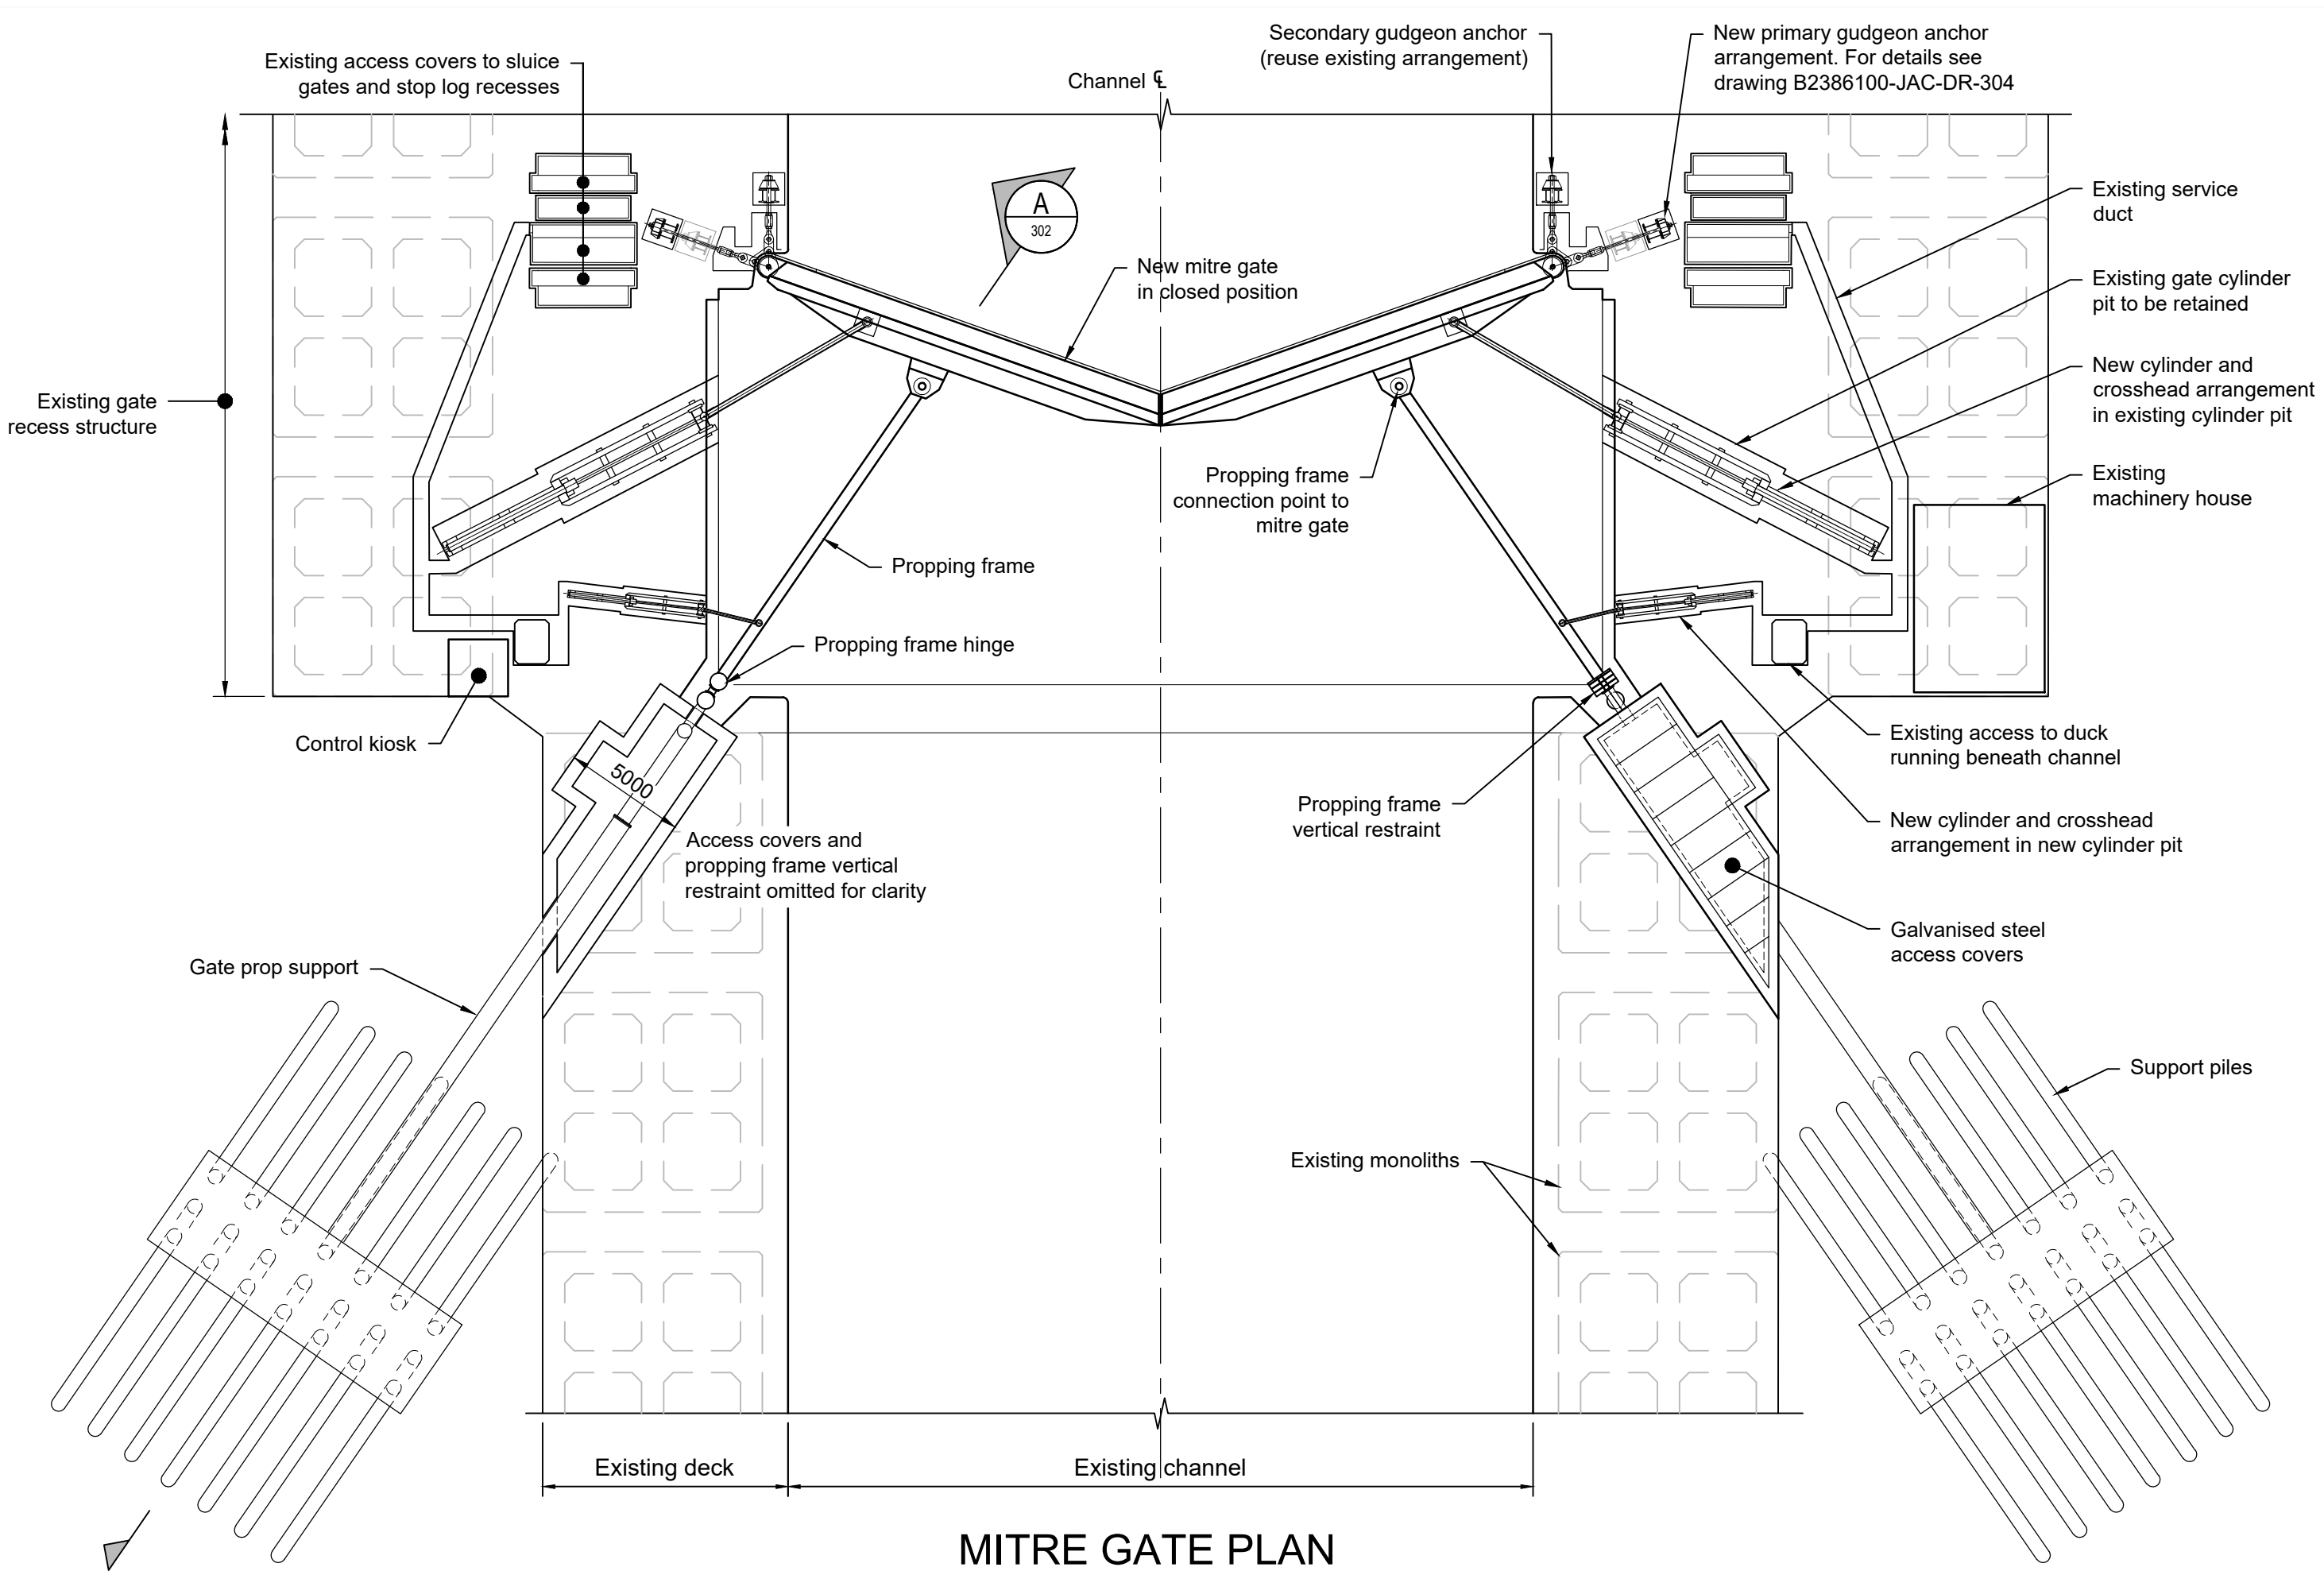 Secondary gudgeon anchor
(reuse existing arrangement)
New primary gudgeon anchor
arrangement. For details see
drawing B2386100-JAC-DR-304
Existing access covers to sluice
gates and stop log recesses
Channel ℄
A
302
Existing service
duct
New mitre gate
in closed position
Existing gate cylinder
pit to be retained
Existing gate
recess structure
New cylinder and
crosshead arrangement
in existing cylinder pit
Propping frame
connection point to
mitre gate
Existing
machinery house
Propping frame
Propping frame hinge
Control kiosk
Existing access to duck
running beneath channel
5000
Propping frame
vertical restraint
New cylinder and crosshead
arrangement in new cylinder pit
Access covers and
propping frame vertical
restraint omitted for clarity
Galvanised steel
access covers
Gate prop support
Support piles
Existing monoliths
Existing deck
Existing channel
MITRE GATE PLAN